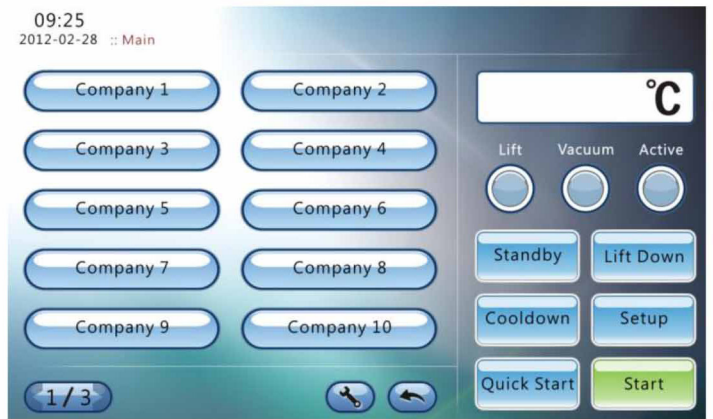 09:25
2012-02-28 :: Main
Company 1
Company 2
Company 3
Company 4
Company 5
Company 6
Company 7
Company 8
Company 9
Company 10
1/3
℃
Lift Vacuum Active
Standby
Lift Down
Cooldown
Setup
Quick Start
Start